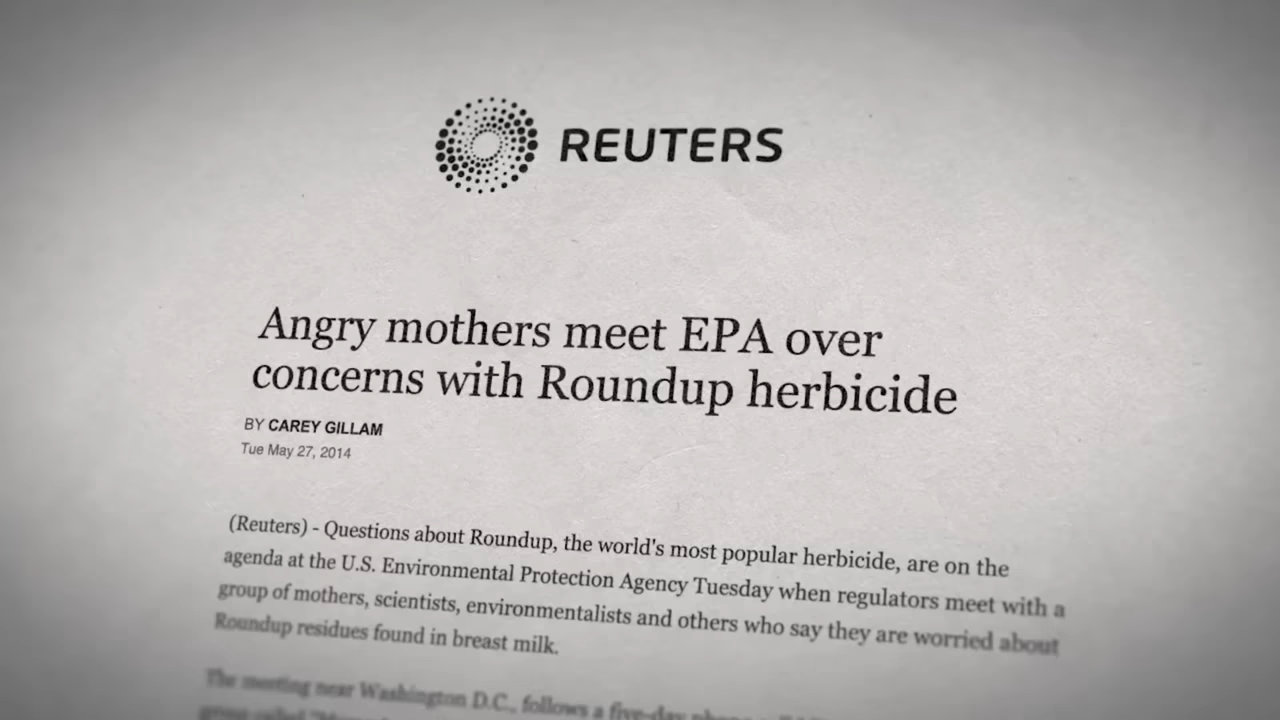 REUTERS
Angry mothers meet EPA over
concerns with Roundup herbicide
BY CAREY GILLAM
Tue May 27, 2014
(Reuters) - Questions about Roundup, the world's most popular herbicide, are on the
agenda at the U.S. Environmental Protection Agency Tuesday when regulators meet with a
group of mothers, scientists, environmentalists and others who say they are worried about
Roundup residues found in breast milk.
The meeting near Washington D.C., follows a five-day phone